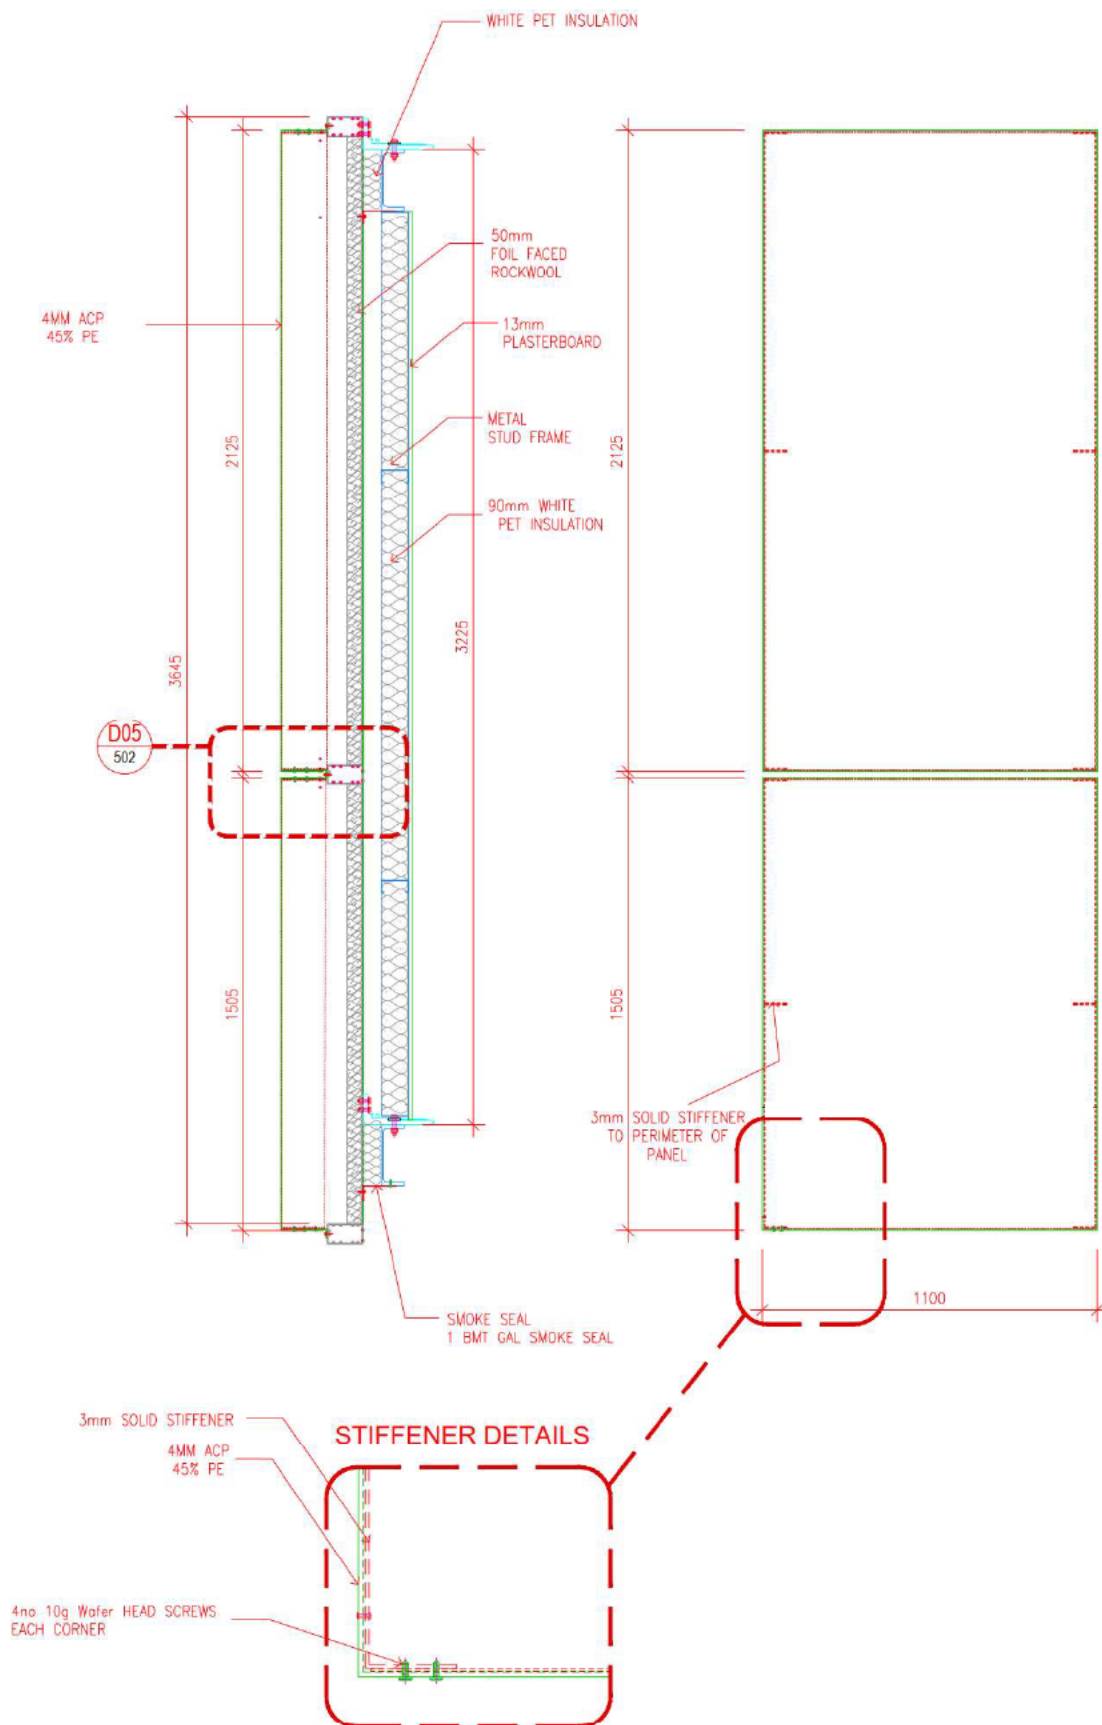 WHITE PET INSULATION
50mm
FOIL FACED
ROCKWOOL
4MM ACP
45% PE
13mm
PLASTERBOARD
METAL
STUD FRAME
90mm WHITE
PET INSULATION
2125
2125
3225
3645
D05
502
1505
1505
3mm SOLID STIFFENER
TO PERIMETER OF
PANEL
1100
SMOKE SEAL
1 BMT GAL SMOKE SEAL
3mm SOLID STIFFENER
STIFFENER DETAILS
4MM ACP
45% PE
4no 10g Wafer HEAD SCREWS
EACH CORNER